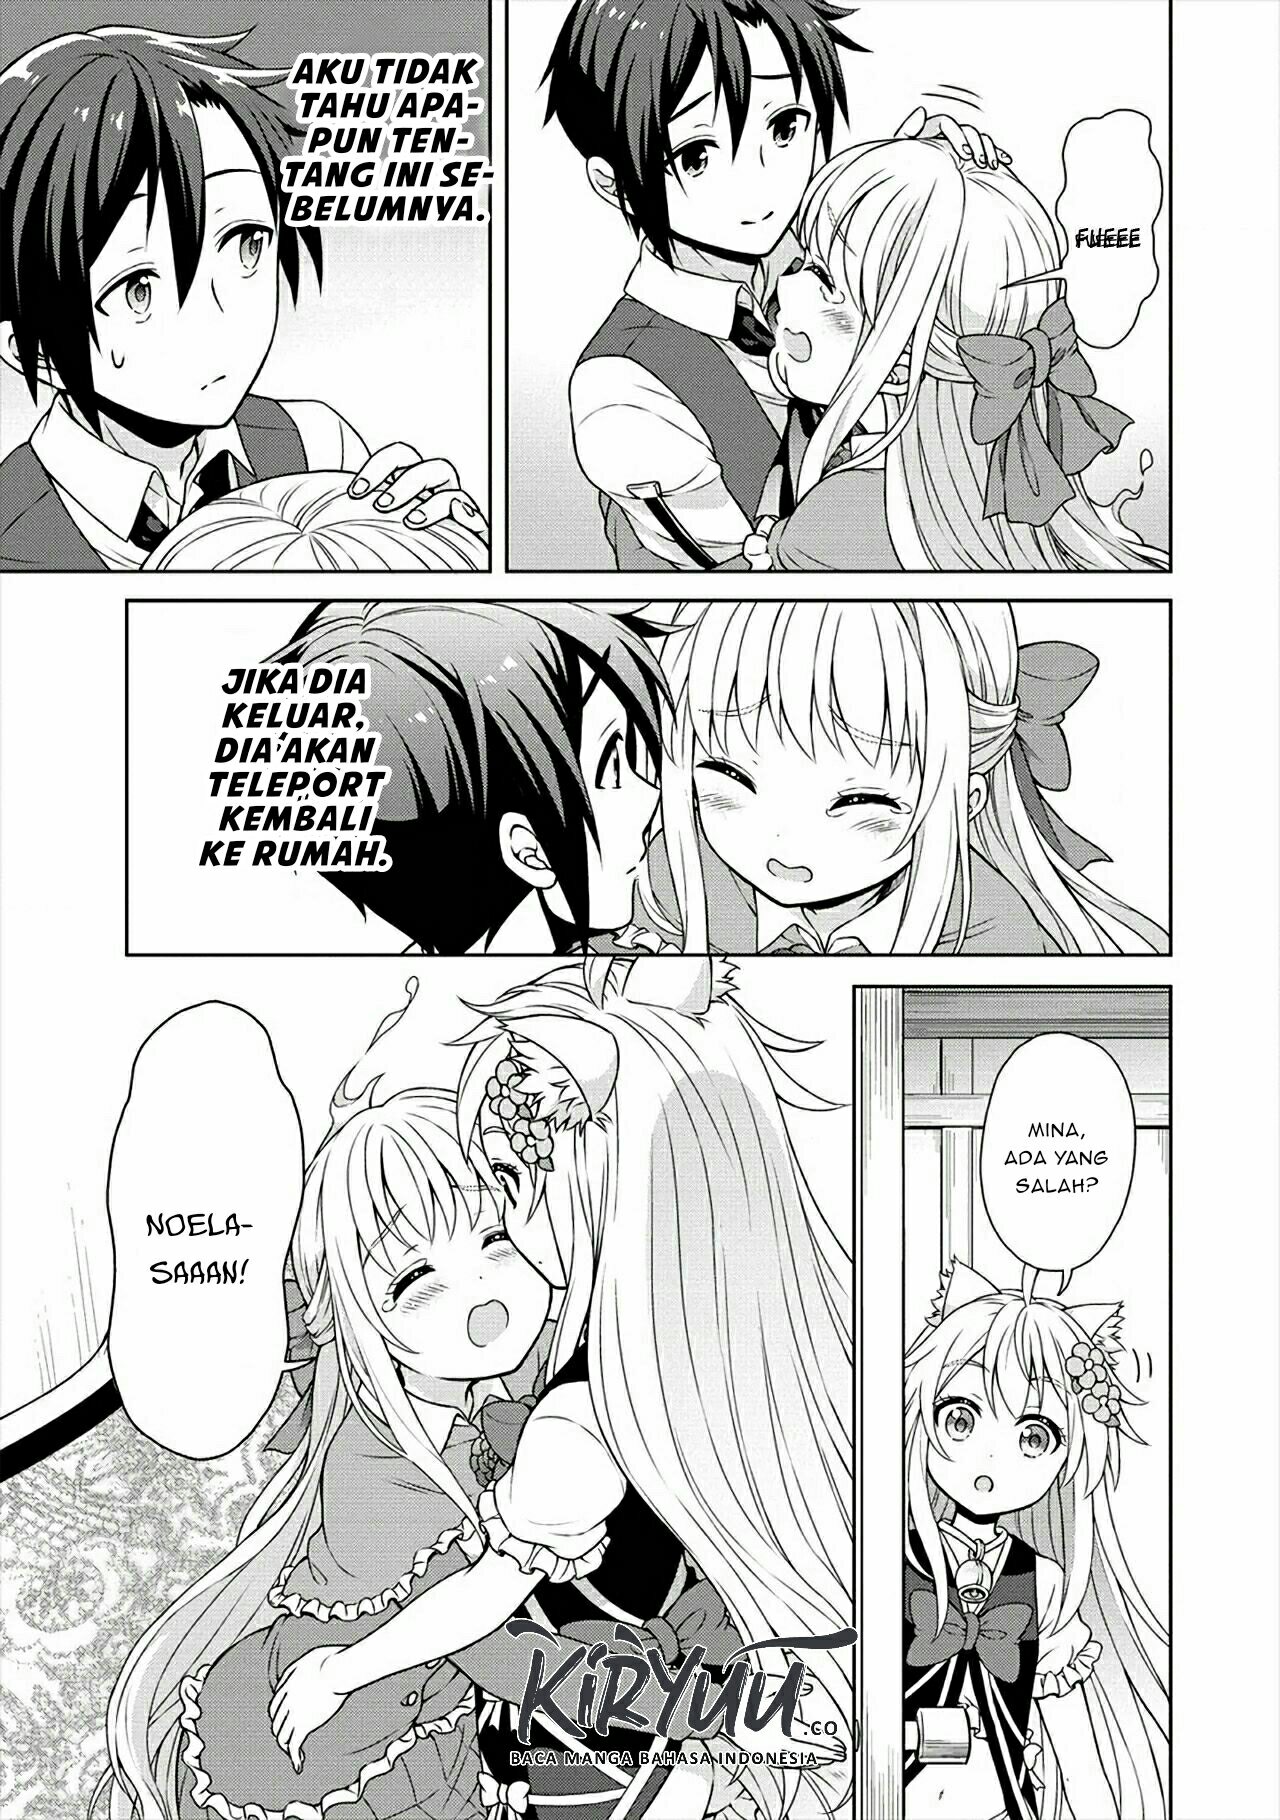 FUEEE
AKU TIDAK
TAHU APA-
PUN TEN-
TANG INI SE-
BELUMNYA.
JIKA DIA
KELUAR,
DIA AKAN
TELEPORT
KEMBALI
KE RUMAH.
MINA,
ADA YANG
SALAH?
NOELA-
SAAAN!
KIRYUU.CO
BACA MANGA BAHASA INDONESIA